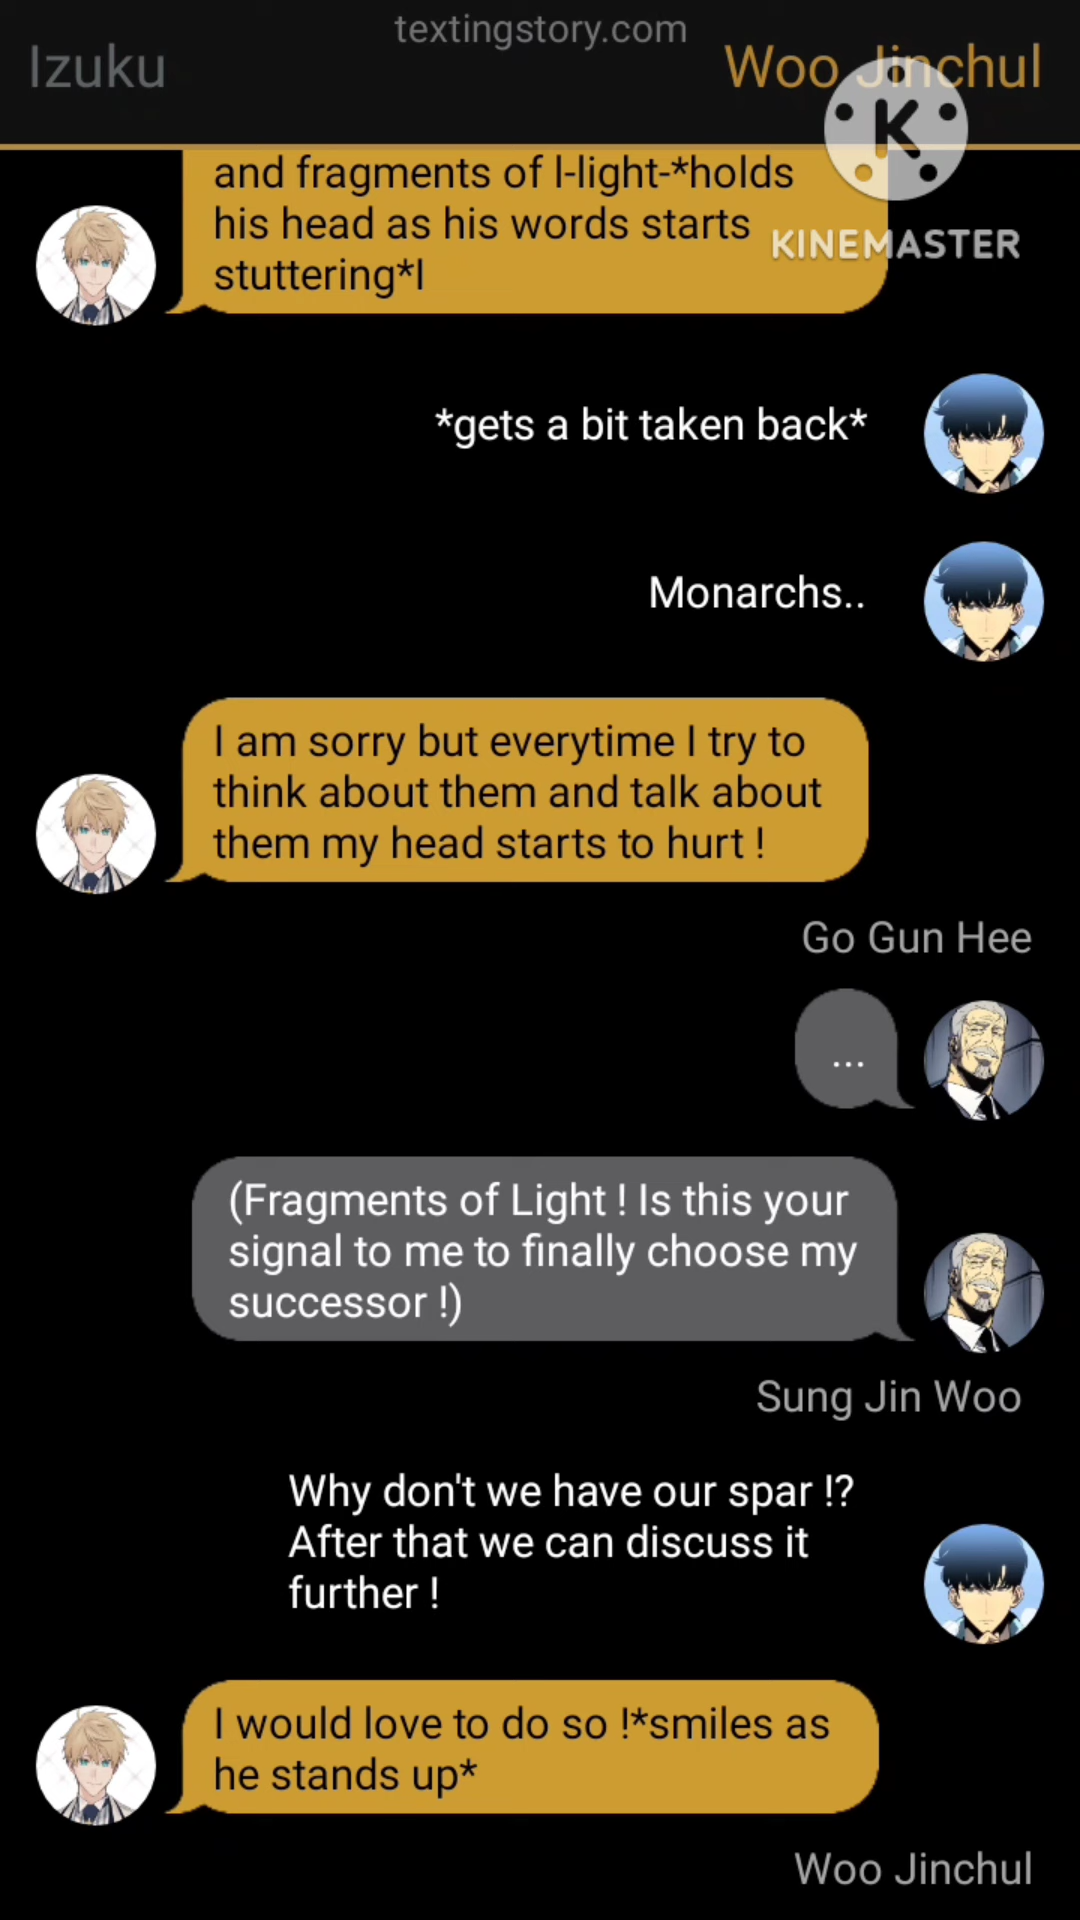 textingstory.com
Izuku
Woo Jinchul
K
KINEMASTER
and fragments of l-light-*holds
his head as his words starts
stuttering*I
*gets a bit taken back*
Monarchs..
I am sorry but everytime I try to
think about them and talk about
them my head starts to hurt !
Go Gun Hee
...
(Fragments of Light ! Is this your
signal to me to finally choose my
successor !)
Sung Jin Woo
Why don't we have our spar !?
After that we can discuss it
further !
I would love to do so !*smiles as
he stands up*
Woo Jinchul